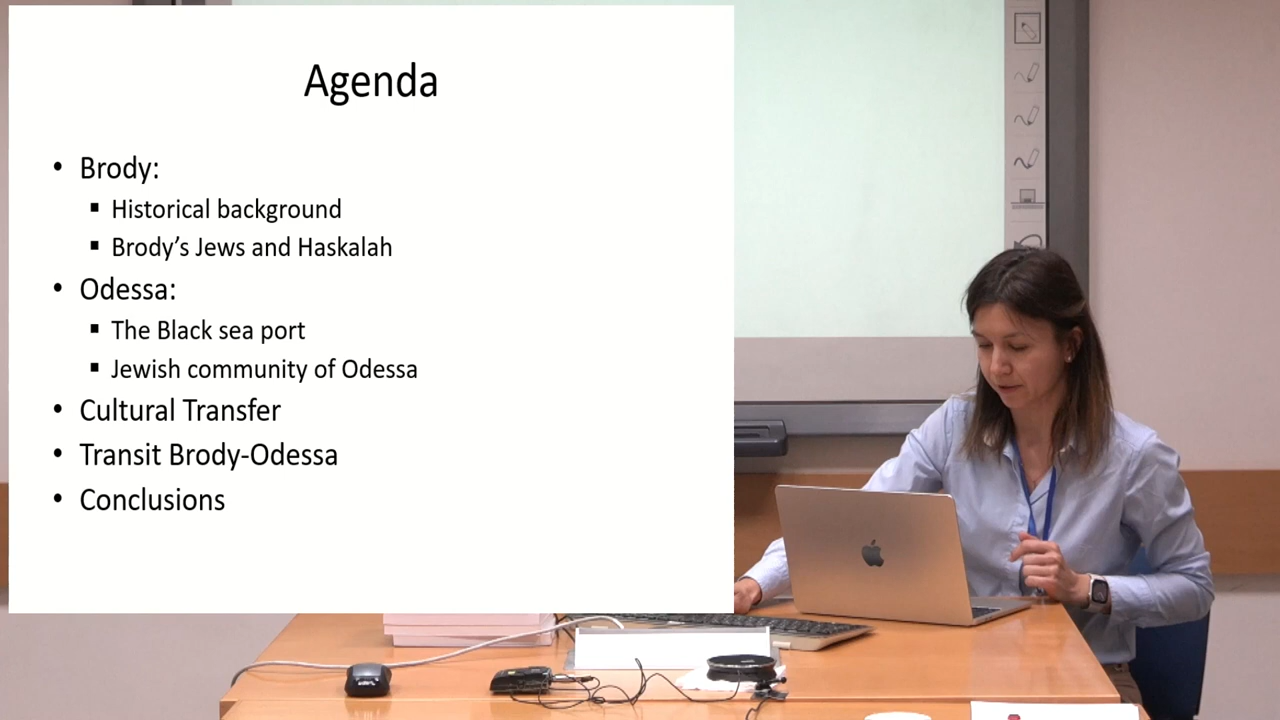 Agenda
• Brody:
▪ Historical background
▪ Brody’s Jews and Haskalah
• Odessa:
▪ The Black sea port
▪ Jewish community of Odessa
• Cultural Transfer
• Transit Brody-Odessa
• Conclusions